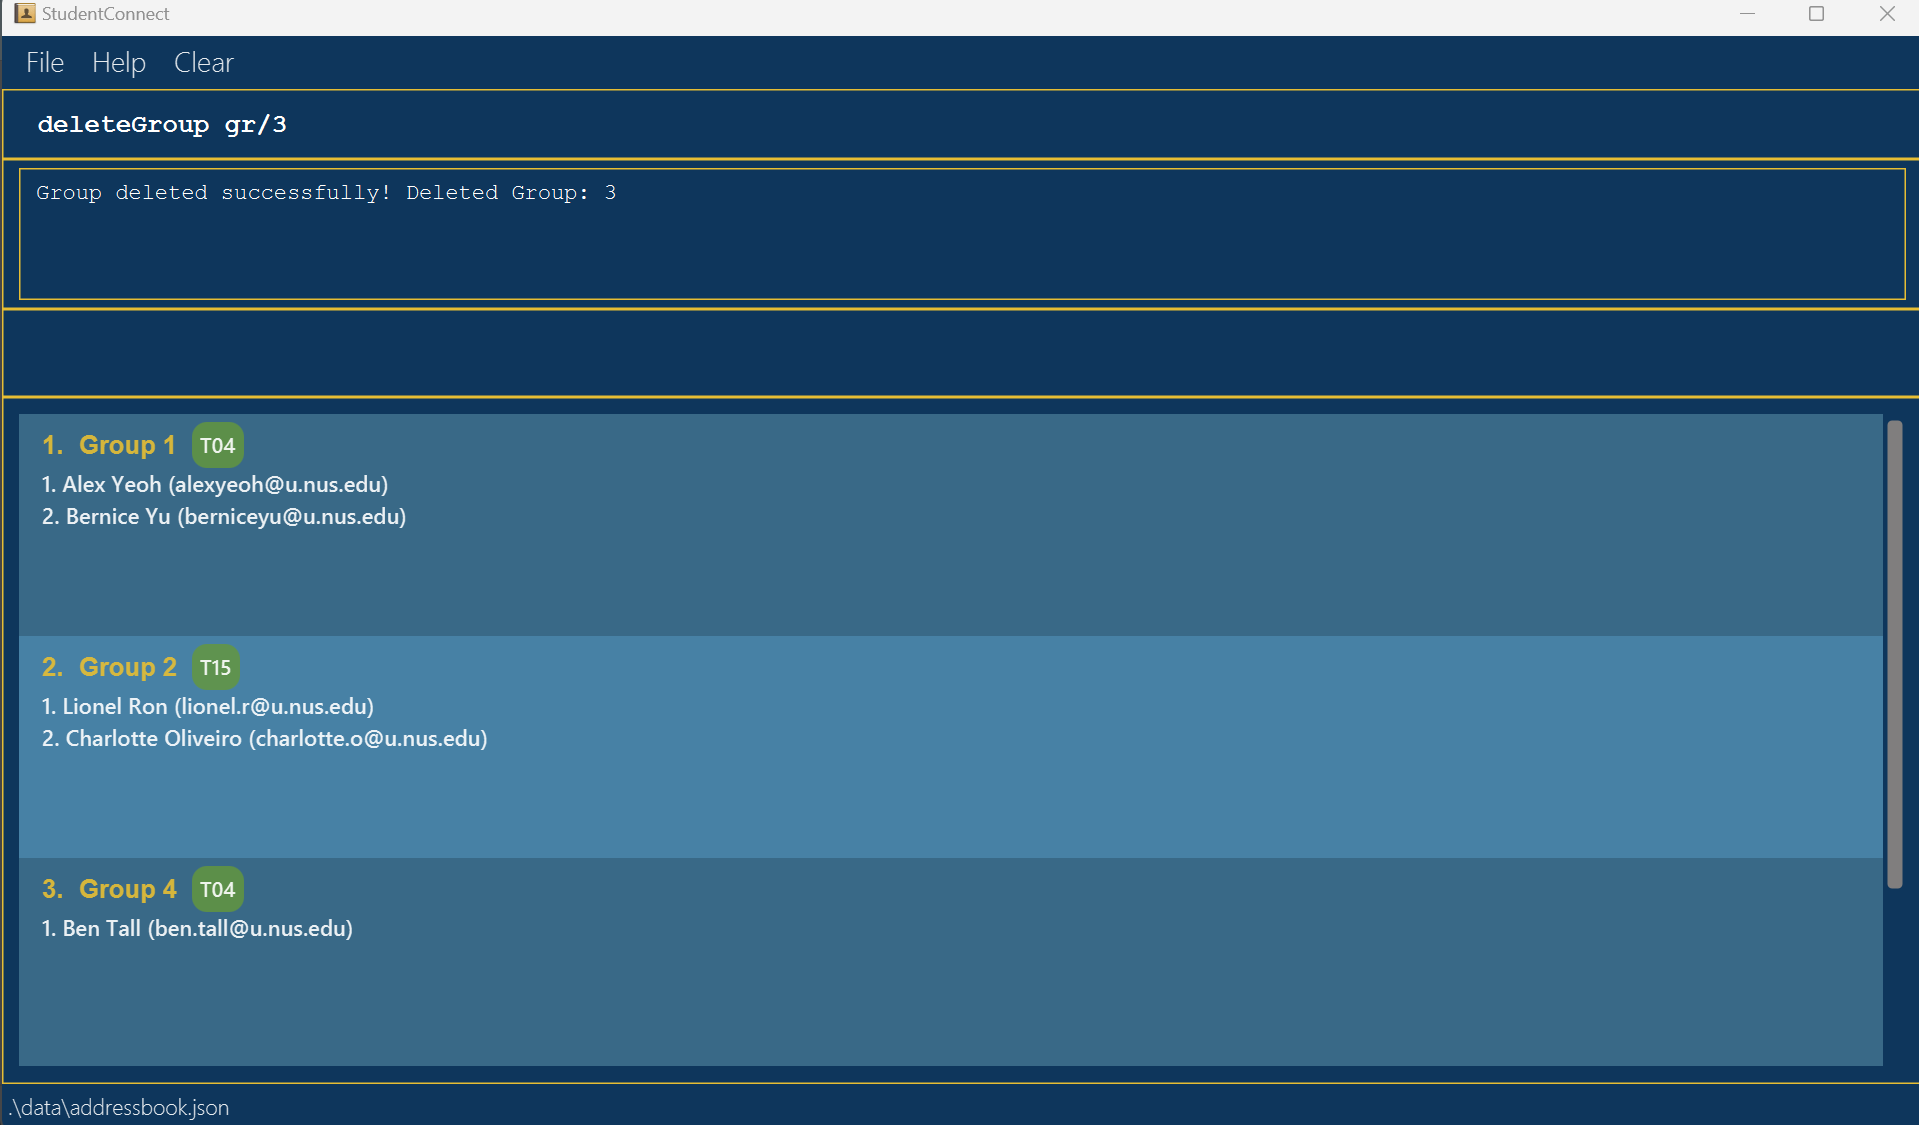 StudentConnect
File Help Clear
deleteGroup gr/3
Group deleted successfully! Deleted Group: 3
1. Group 1 T04
1. Alex Yeoh (alexyeoh@u.nus.edu)
2. Bernice Yu (berniceyu@u.nus.edu)
2. Group 2 T15
1. Lionel Ron (lionel.r@u.nus.edu)
2. Charlotte Oliveiro (charlotte.o@u.nus.edu)
3. Group 4 T04
1. Ben Tall (ben.tall@u.nus.edu)
.\data\addressbook.json